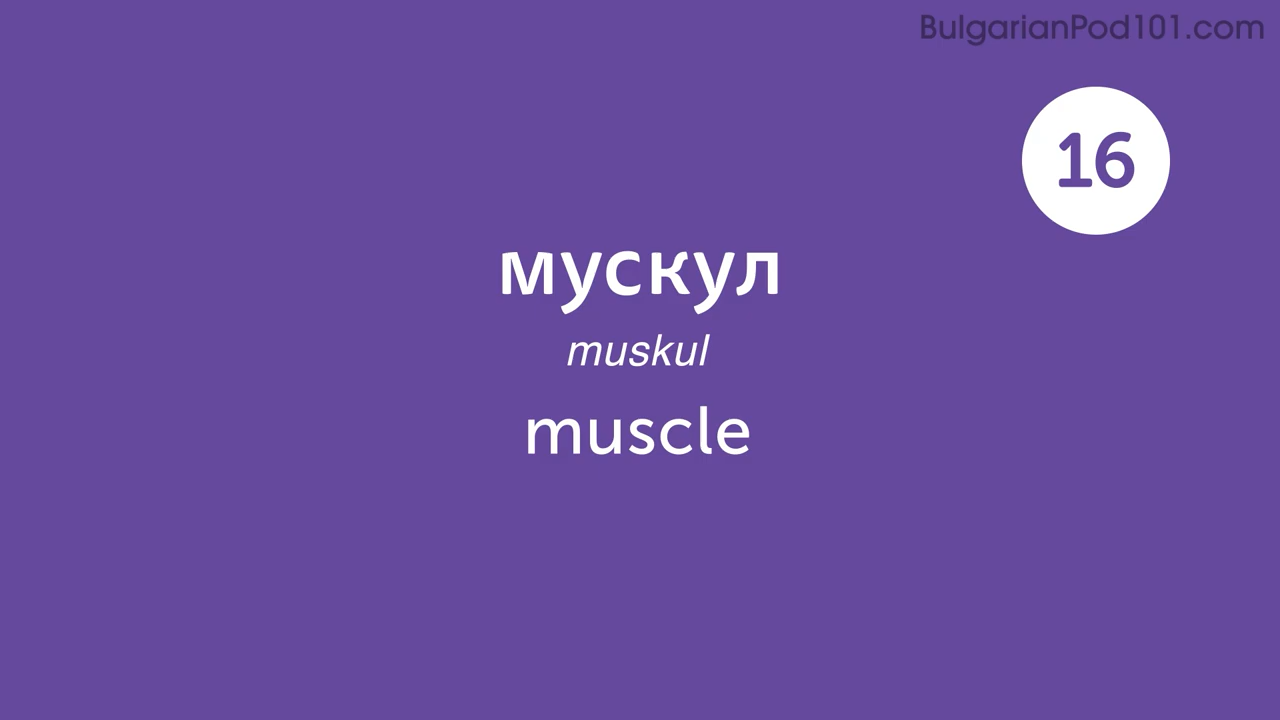 BulgarianPod101.com
16
мускул
muskul
muscle